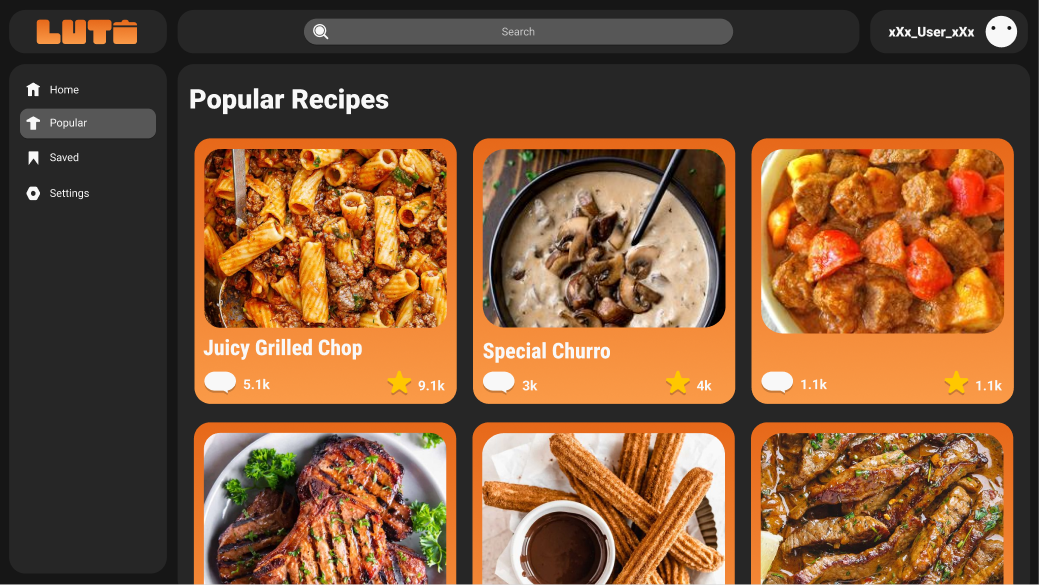 LUTO
Search
xXx_User_xXx
Home
Popular
Saved
Settings
Popular Recipes
Juicy Grilled Chop
5.1k
9.1k
Special Churro
3k
4k
1.1k
1.1k